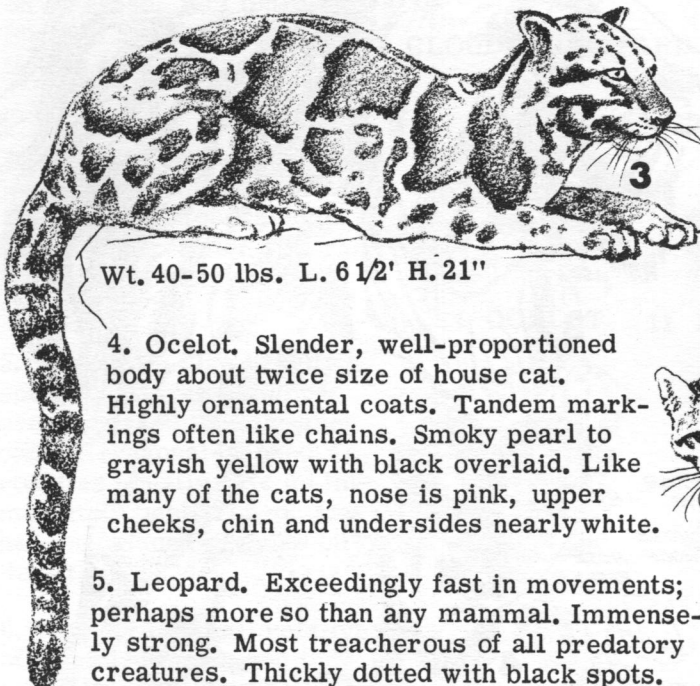 3
Wt. 40-50 lbs. L. 6 1/2' H. 21"
4. Ocelot. Slender, well-proportioned
body about twice size of house cat.
Highly ornamental coats. Tandem mark-
ings often like chains. Smoky pearl to
grayish yellow with black overlaid. Like
many of the cats, nose is pink, upper
cheeks, chin and undersides nearly white.
5. Leopard. Exceedingly fast in movements;
perhaps more so than any mammal. Immense-
ly strong. Most treacherous of all predatory
creatures. Thickly dotted with black spots.